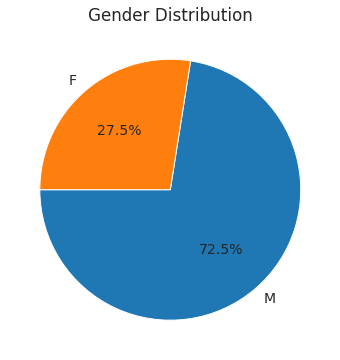 Gender Distribution
F
27.5%
72.5%
M